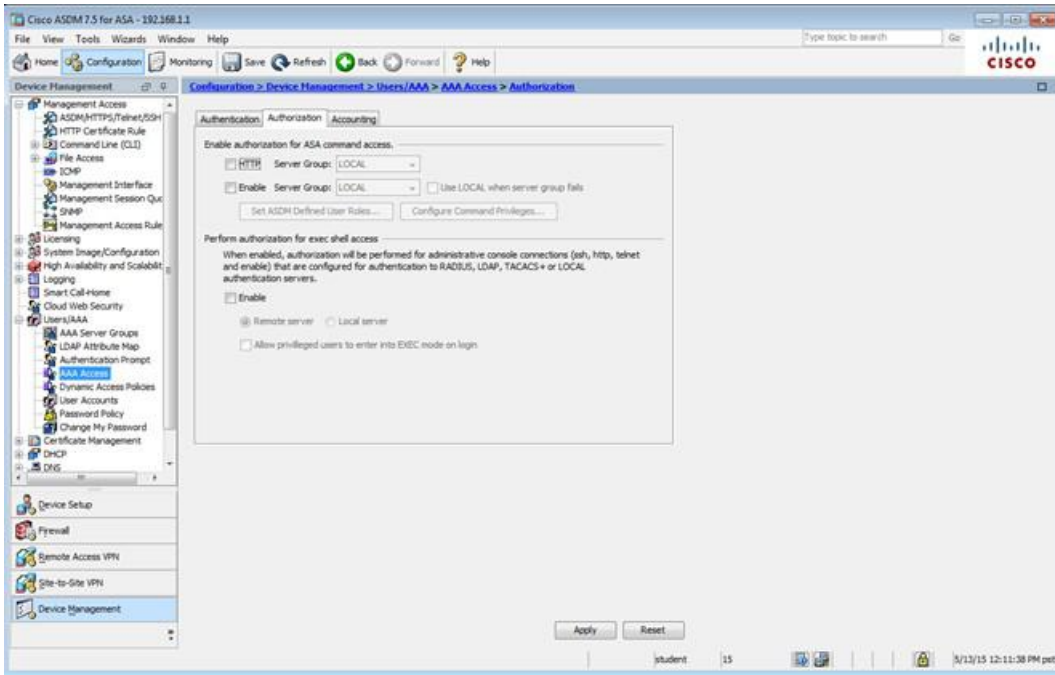 Cisco ASDM 7.5 for ASA - 192.168.1.1
File View Tools Wizards Window Help
Type topic to search Go
Home Configuration Monitoring Save Refresh Back Forward Help
CISCO
Device Management
Configuration > Device Management > Users/AAA > AAA Access > Authorization
Management Access
ASDM/HTTPS/Telnet/SSH
HTTP Certificate Rule
Command Line (CLI)
File Access
ICMP
Management Interface
Management Session Quo
SNMP
Management Access Rule
Licensing
System Image/Configuration
High Availability and Scalabilit
Logging
Smart Call-Home
Cloud Web Security
Users/AAA
AAA Server Groups
LDAP Attribute Map
Authentication Prompt
AAA Access
Dynamic Access Policies
User Accounts
Password Policy
Change My Password
Certificate Management
DHCP
DNS
Device Setup
Firewall
Remote Access VPN
Site-to-Site VPN
Device Management
Authentication Authorization Accounting
Enable authorization for ASA command access.
HTTP Server Group: LOCAL
Enable Server Group: LOCAL Use LOCAL when server group fails
Set ASDM Defined User Roles... Configure Command Privileges...
Perform authorization for exec shell access
When enabled, authorization will be performed for administrative console connections (ssh, http, telnet
and enable) that are configured for authentication to RADIUS, LDAP, TACACS+ or LOCAL
authentication servers.
Enable
Remote server Local server
Allow privileged users to enter into EXEC mode on login
Apply Reset
student 15 5/13/15 12:11:38 PM pst